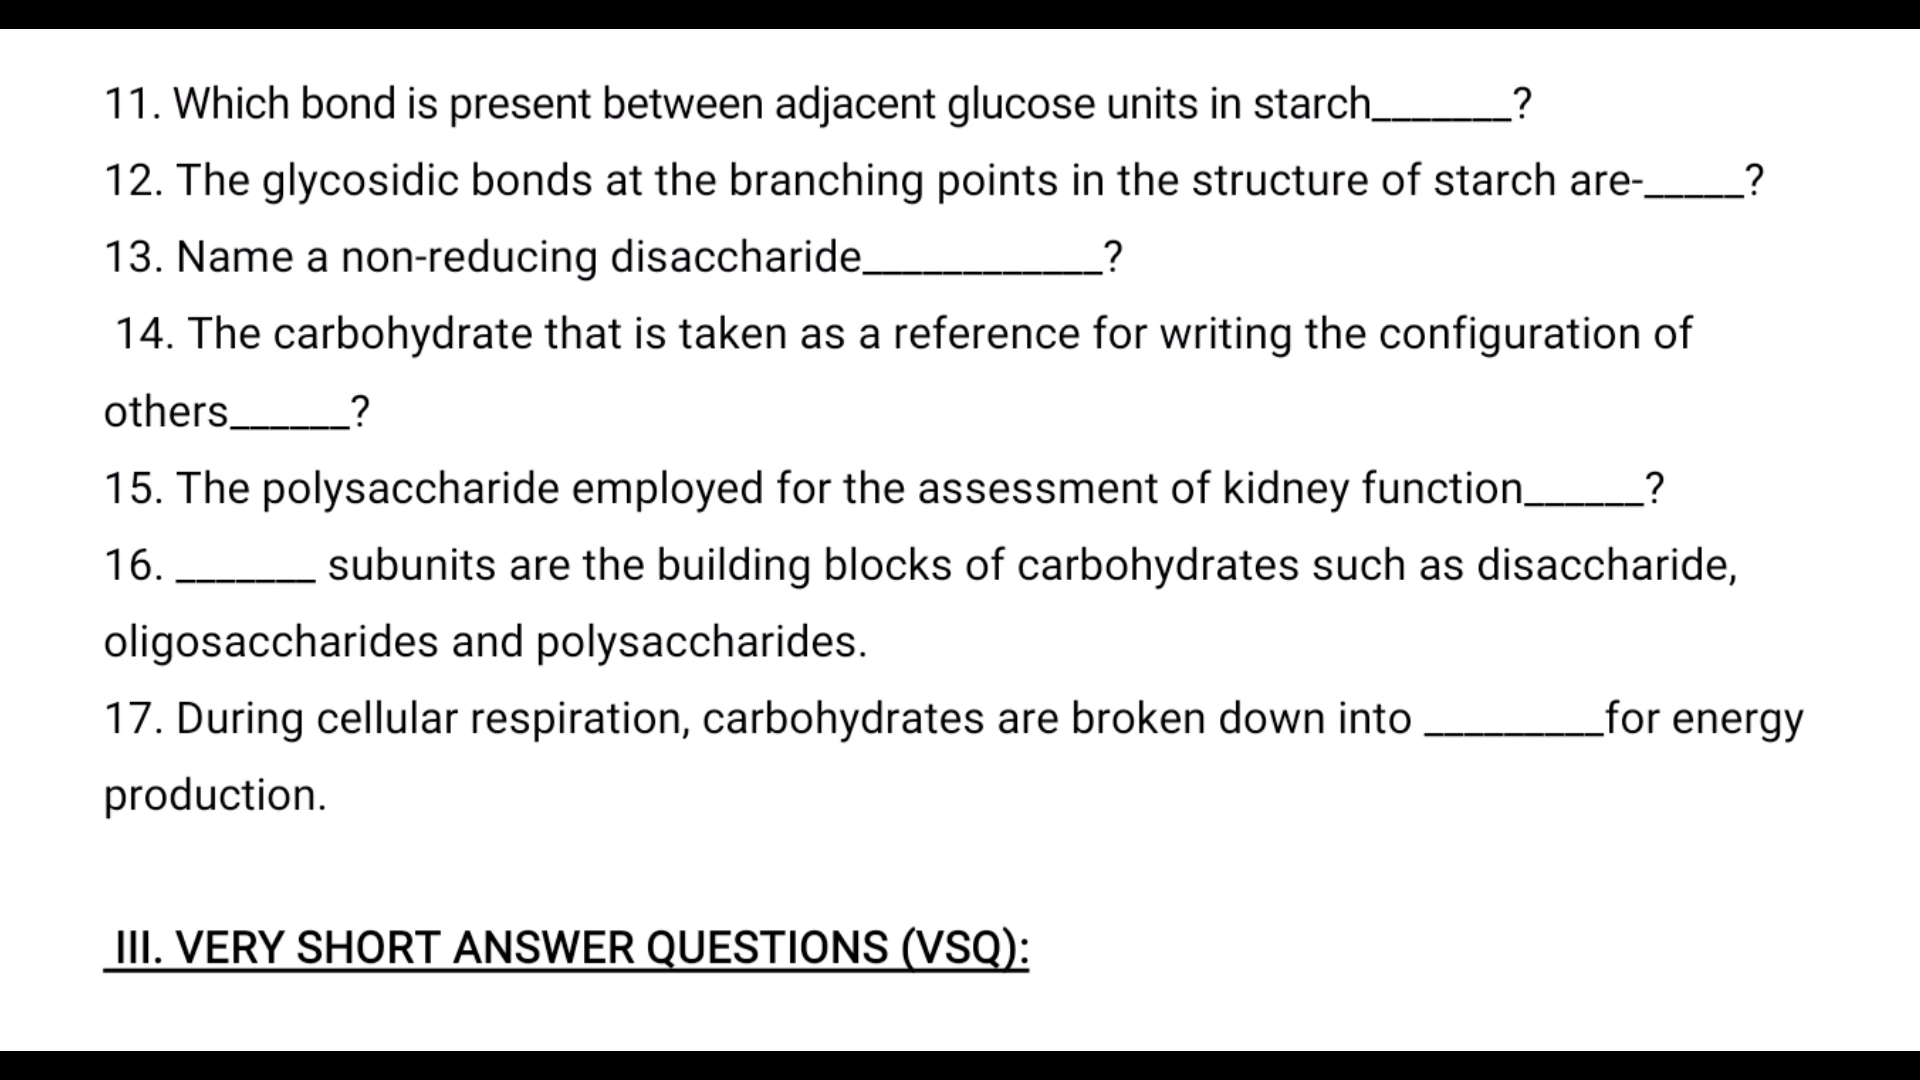 11. Which bond is present between adjacent glucose units in starch_______?
12. The glycosidic bonds at the branching points in the structure of starch are-_____?
13. Name a non-reducing disaccharide____________?
14. The carbohydrate that is taken as a reference for writing the configuration of
others______?
15. The polysaccharide employed for the assessment of kidney function______?
16. _______ subunits are the building blocks of carbohydrates such as disaccharide,
oligosaccharides and polysaccharides.
17. During cellular respiration, carbohydrates are broken down into _________for energy
production.
III. VERY SHORT ANSWER QUESTIONS (VSQ):